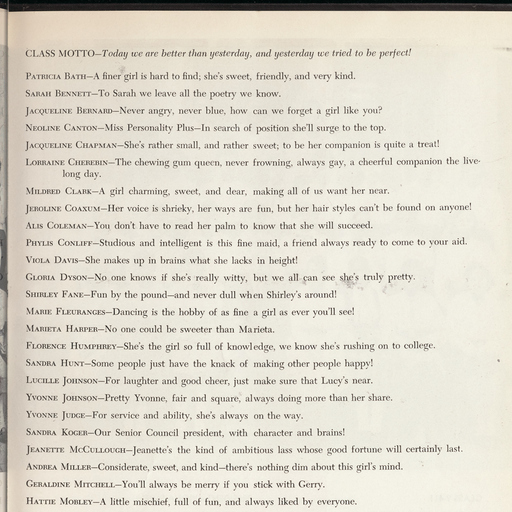 CLASS MOTTO—Today we are better than yesterday, and yesterday we tried to be perfect!
PATRICIA BATH—A finer girl is hard to find; she's sweet, friendly, and very kind.
SARAH BENNETT—To Sarah we leave all the poetry we know.
JACQUELINE BERNARD—Never angry, never blue, how can we forget a girl like you?
NEOLINE CANTON—Miss Personality Plus—In search of position she'll surge to the top.
JACQUELINE CHAPMAN—She's rather small, and rather sweet; to be her companion is quite a treat!
LORRAINE CHEREBIN—The chewing gum queen, never frowning, always gay, a cheerful companion the live-
long day.
MILDRED CLARK—A girl charming, sweet, and dear, making all of us want her near.
JEROLINE COAXUM—Her voice is shrieky, her ways are fun, but her hair styles can't be found on anyone!
ALIS COLEMAN—You don't have to read her palm to know that she will succeed.
PHYLIS CONLIFF—Studious and intelligent is this fine maid, a friend always ready to come to your aid.
VIOLA DAVIS—She makes up in brains what she lacks in height!
GLORIA DYSON—No one knows if she's really witty, but we all can see she's truly pretty.
SHIRLEY FANE—Fun by the pound—and never dull when Shirley's around!
MARIE FLEURANGES—Dancing is the hobby of as fine a girl as ever you'll see!
MARIETA HARPER—No one could be sweeter than Marieta.
FLORENCE HUMPHREY—She's the girl so full of knowledge, we know she's rushing on to college.
SANDRA HUNT—Some people just have the knack of making other people happy!
LUCILLE JOHNSON—For laughter and good cheer, just make sure that Lucy's near.
YVONNE JOHNSON—Pretty Yvonne, fair and square, always doing more than her share.
YVONNE JUDGE—For service and ability, she's always on the way.
SANDRA KOGER—Our Senior Council president, with character and brains!
JEANETTE MCCULLOUGH—Jeanette's the kind of ambitious lass whose good fortune will certainly last.
ANDREA MILLER—Considerate, sweet, and kind—there's nothing dim about this girl's mind.
GERALDINE MITCHELL—You'll always be merry if you stick with Gerry.
HATTIE MOBLEY—A little mischief, full of fun, and always liked by everyone.